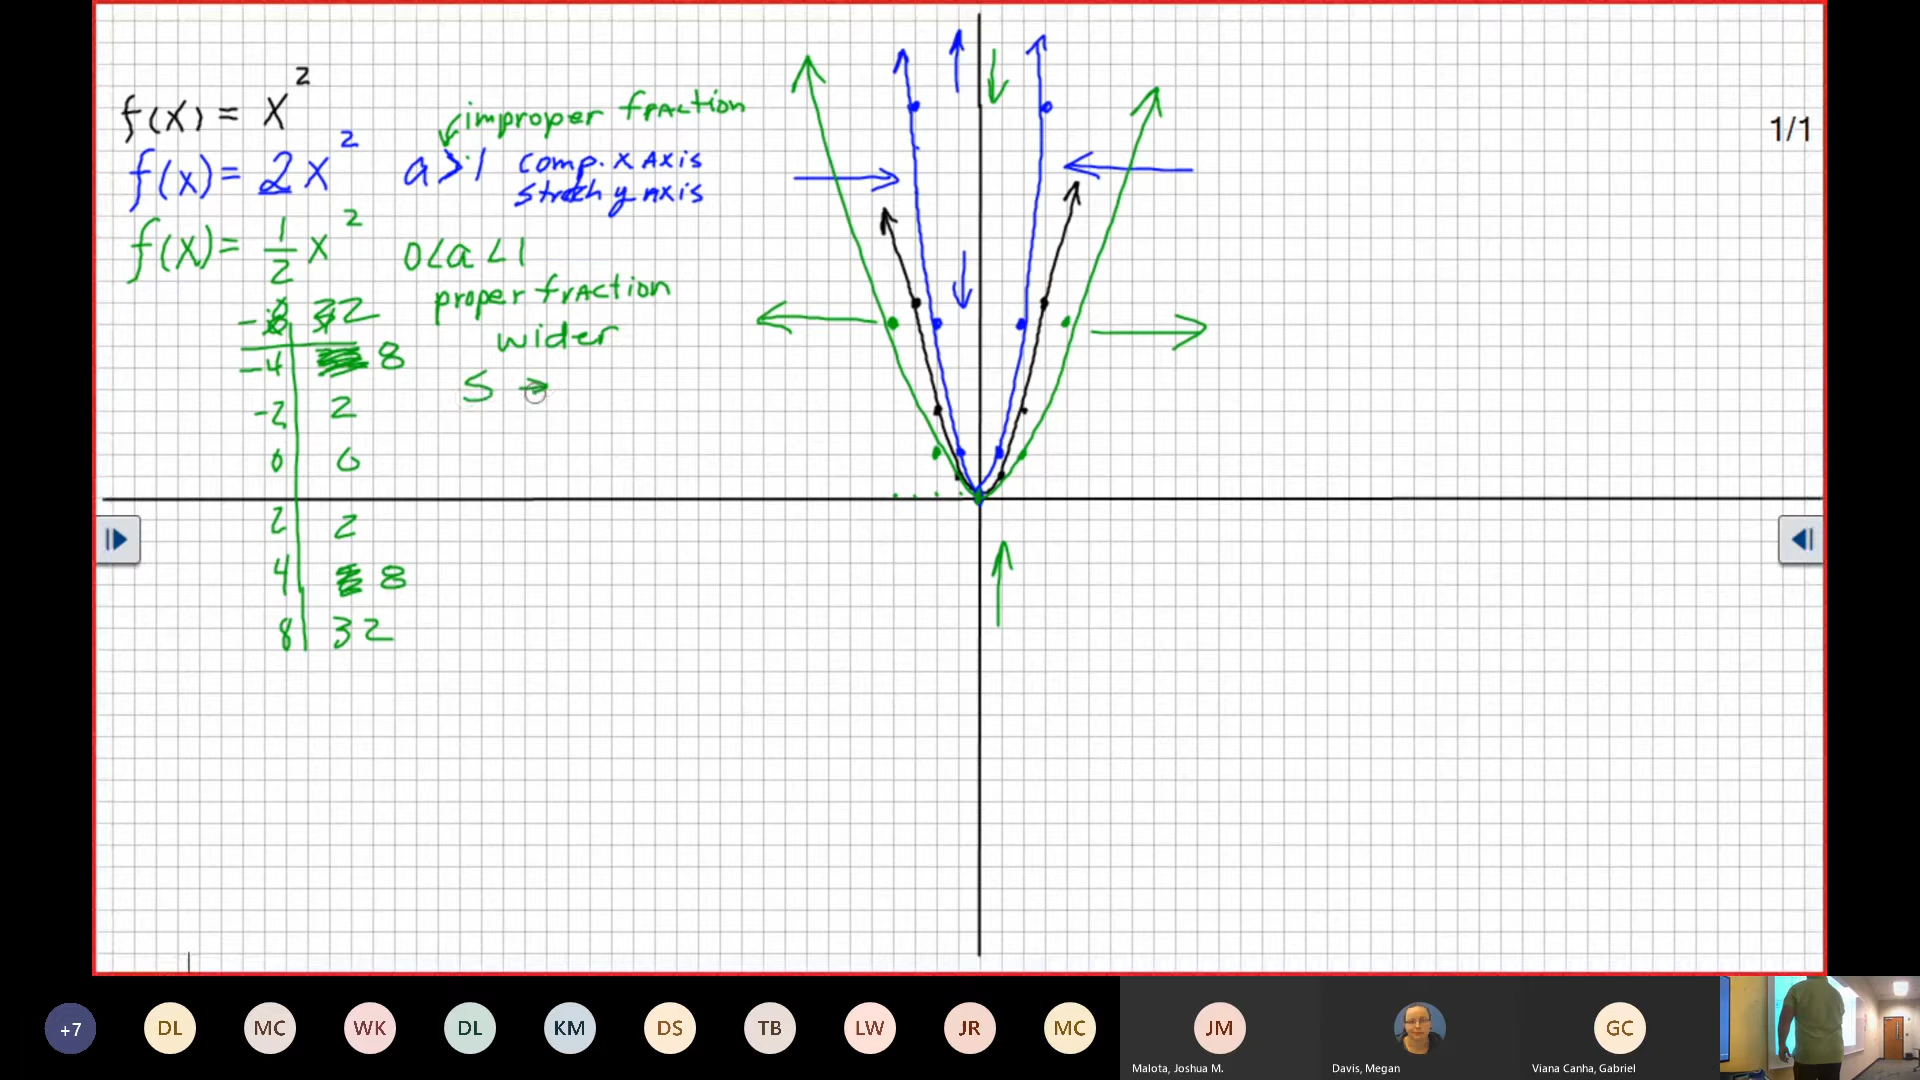 f(x) = x²
improper fraction
f(x) = 2x² a > 1 comp. x Axis
stretch y Axis
f(x) = 1/2 x² 0 < a < 1
proper fraction
-8 32
wider
-4 8
S →
-2 2
0 0
2 2
4 8
8 32
1/1
+7 DL MC WK DL KM DS TB LW JR MC JM GC
Malota, Joshua M. Davis, Megan Viana Canha, Gabriel